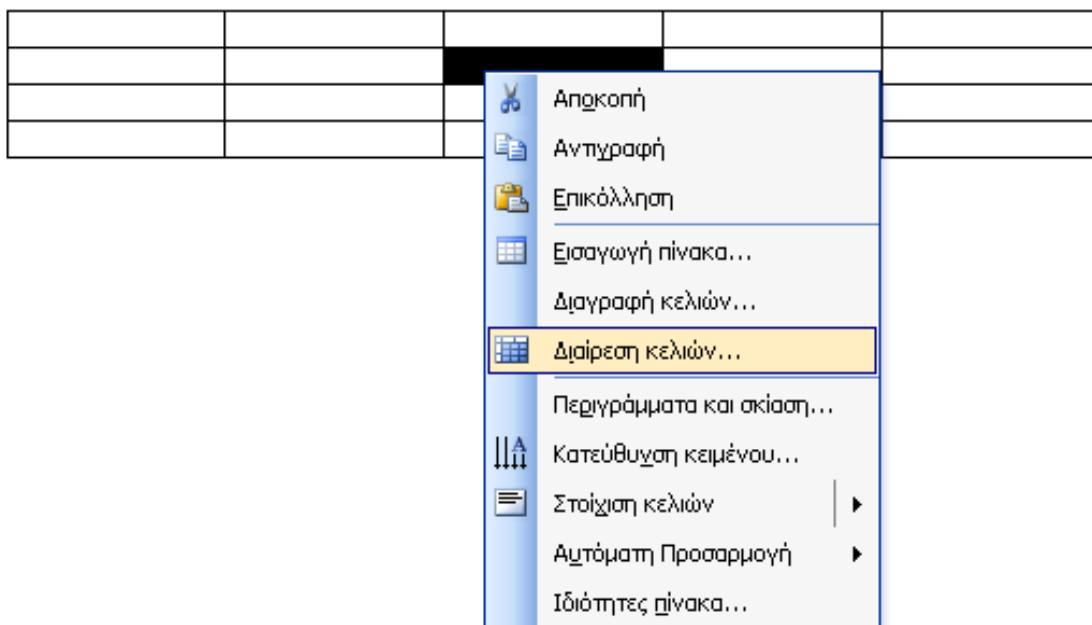 Αποκοπή
Αντιγραφή
Επικόλληση
Εισαγωγή πίνακα...
Διαγραφή κελιών...
Διαίρεση κελιών...
Περιγράμματα και σκίαση...
Κατεύθυνση κειμένου...
Στοίχιση κελιών
Αυτόματη Προσαρμογή
Ιδιότητες πίνακα...